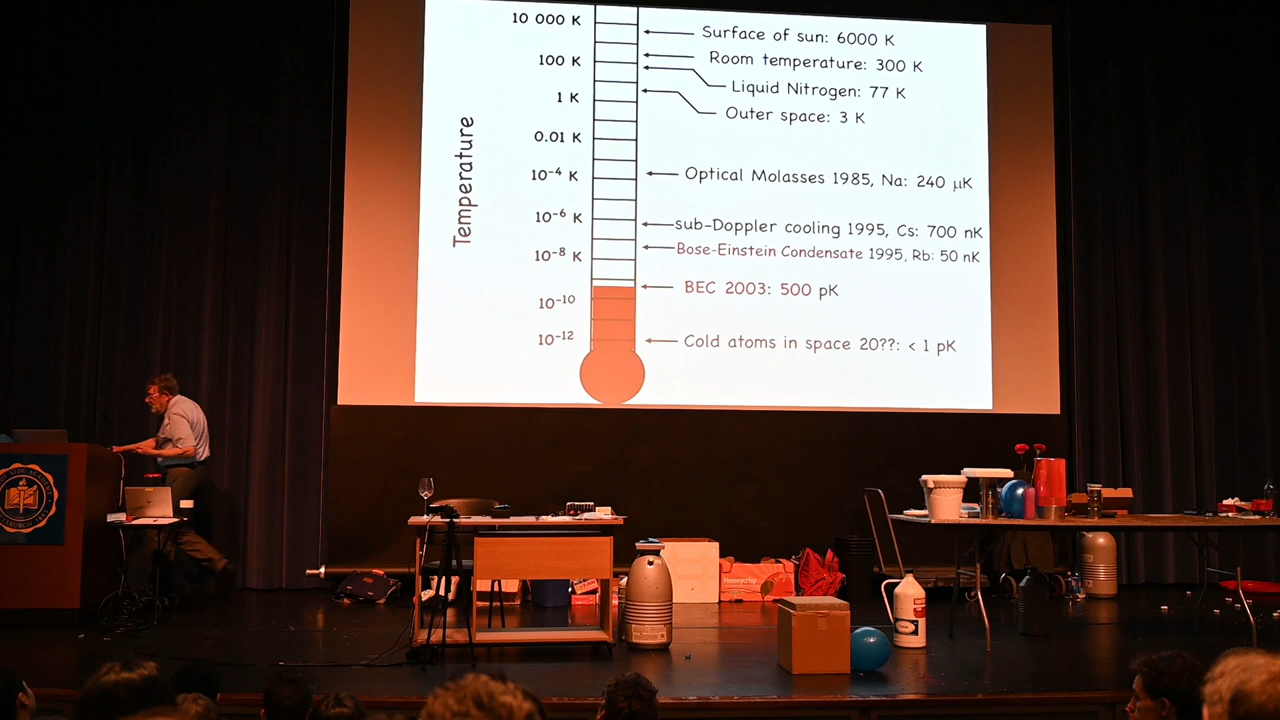 10 000 K
Surface of sun: 6000 K
Room temperature: 300 K
100 K
Liquid Nitrogen: 77 K
1 K
Outer space: 3 K
0.01 K
Temperature
10⁻⁴ K
Optical Molasses 1985, Na: 240 µK
10⁻⁶ K
sub-Doppler cooling 1995, Cs: 700 nK
Bose-Einstein Condensate 1995, Rb: 50 nK
10⁻⁸ K
BEC 2003: 500 pK
10⁻¹⁰
10⁻¹²
Cold atoms in space 20??: < 1 pK
Honeycrisp